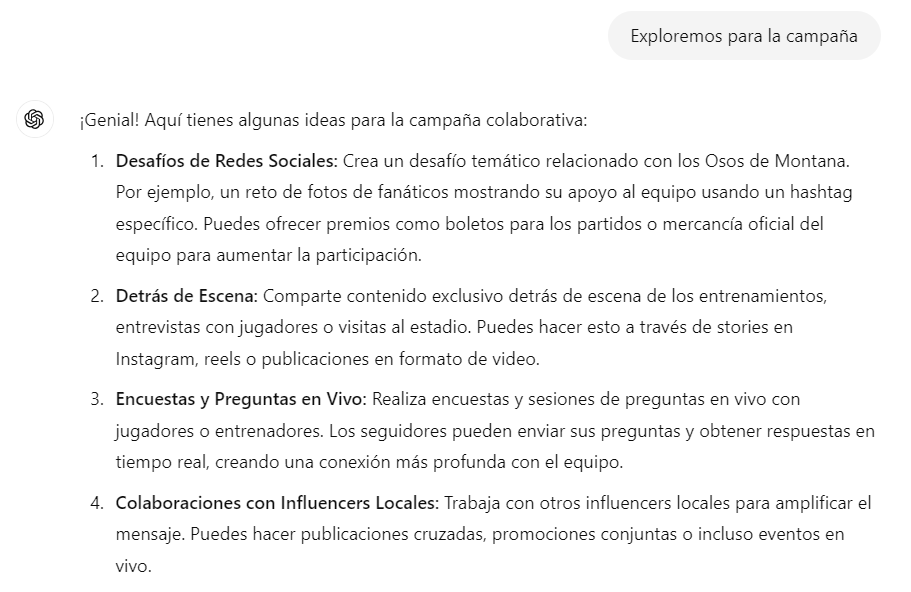 Exploremos para la campaña
¡Genial! Aquí tienes algunas ideas para la campaña colaborativa:
1. Desafíos de Redes Sociales: Crea un desafío temático relacionado con los Osos de Montana.
Por ejemplo, un reto de fotos de fanáticos mostrando su apoyo al equipo usando un hashtag
específico. Puedes ofrecer premios como boletos para los partidos o mercancía oficial del
equipo para aumentar la participación.
2. Detrás de Escena: Comparte contenido exclusivo detrás de escena de los entrenamientos,
entrevistas con jugadores o visitas al estadio. Puedes hacer esto a través de stories en
Instagram, reels o publicaciones en formato de video.
3. Encuestas y Preguntas en Vivo: Realiza encuestas y sesiones de preguntas en vivo con
jugadores o entrenadores. Los seguidores pueden enviar sus preguntas y obtener respuestas en
tiempo real, creando una conexión más profunda con el equipo.
4. Colaboraciones con Influencers Locales: Trabaja con otros influencers locales para amplificar el
mensaje. Puedes hacer publicaciones cruzadas, promociones conjuntas o incluso eventos en
vivo.